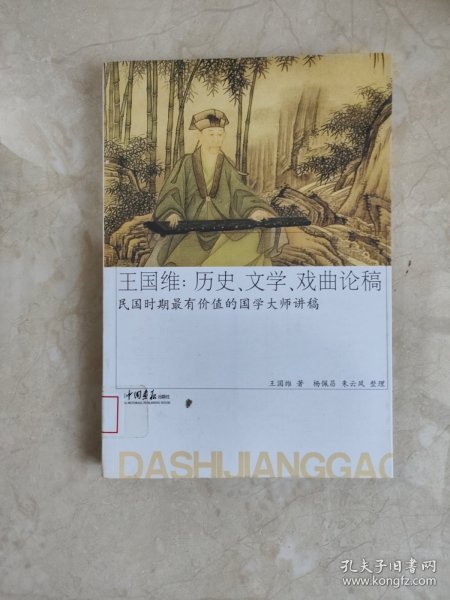 王国维：历史、文学、戏曲论稿
民国时期最有价值的国学大师讲稿
王国维 著 杨佩昌 朱云凤 整理
中国画报出版社
DASHIJIANGGAO
孔夫子旧书网
www.kongfz.com